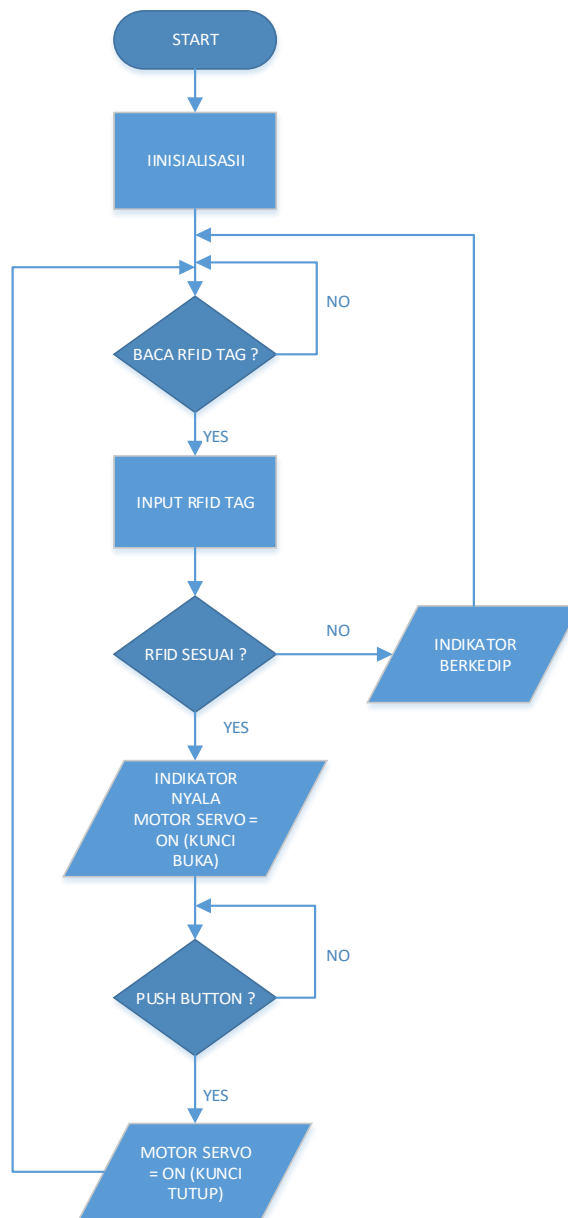 START
IINISIALISASII
NO
BACA RFID TAG ?
YES
INPUT RFID TAG
NO
RFID SESUAI ?
INDIKATOR
BERKEDIP
YES
INDIKATOR
NYALA
MOTOR SERVO =
ON (KUNCI
BUKA)
NO
PUSH BUTTON ?
YES
MOTOR SERVO
= ON (KUNCI
TUTUP)